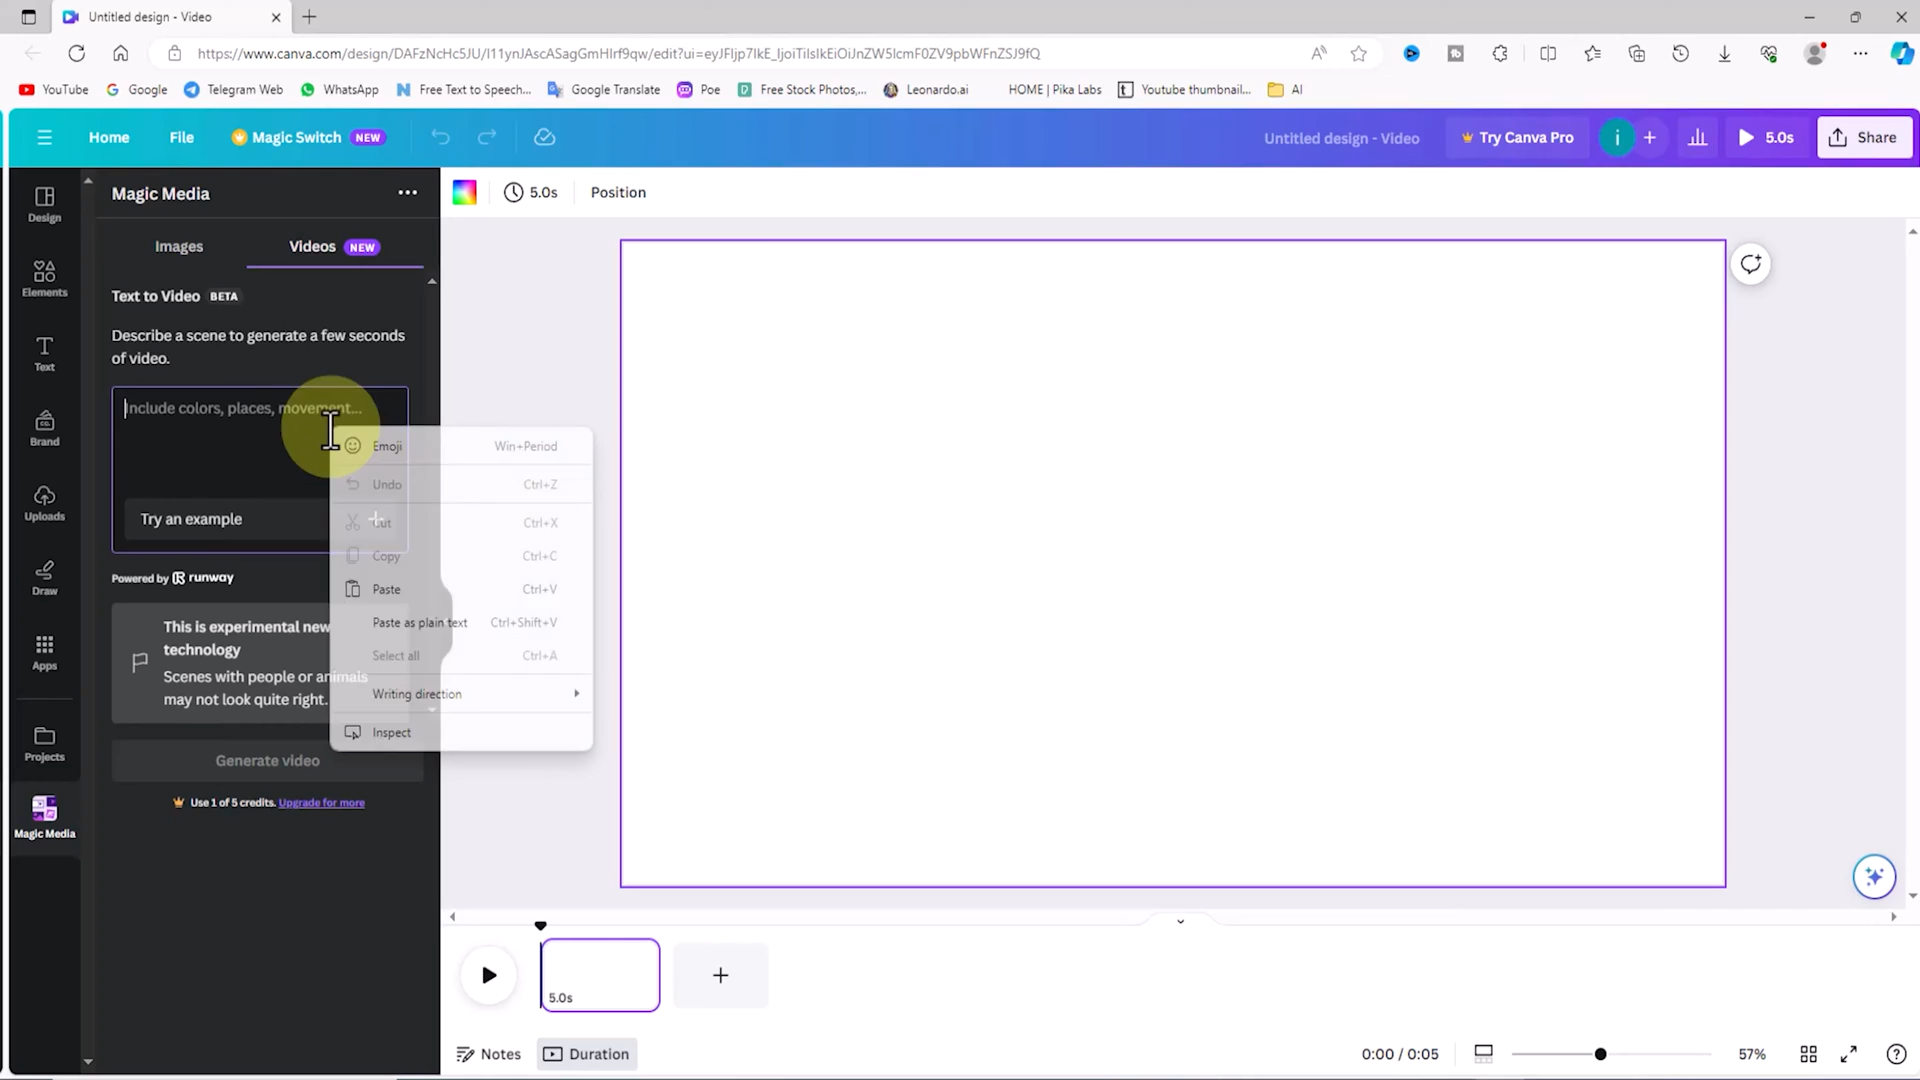 Untitled design - Video
https://www.canva.com/design/DAFzNcHc5JU/I11ynJAscASagGmHIrf9qw/edit?ui=eyJFIjp7IkE_IjoiTiIsIkEiOiJnZW5lcmF0ZV9pbWFnZSJ9fQ
YouTube
Google
Telegram Web
WhatsApp
Free Text to Speech...
Google Translate
Poe
Free Stock Photos,...
Leonardo.ai
HOME | Pika Labs
Youtube thumbnail...
AI
Home
File
Magic Switch NEW
Untitled design - Video
Try Canva Pro
i
5.0s
Share
Design
Elements
Text
Brand
Uploads
Draw
Apps
Projects
Magic Media
Magic Media
Images
Videos NEW
Text to Video BETA
Describe a scene to generate a few seconds
of video.
Include colors, places, movement...
Try an example
Powered by runway
This is experimental new
technology
Scenes with people or animals
may not look quite right.
Generate video
Use 1 of 5 credits. Upgrade for more
Emoji Win+Period
Undo Ctrl+Z
Cut Ctrl+X
Copy Ctrl+C
Paste Ctrl+V
Paste as plain text Ctrl+Shift+V
Select all Ctrl+A
Writing direction
Inspect
5.0s
Position
5.0s
Notes
Duration
0:00 / 0:05
57%